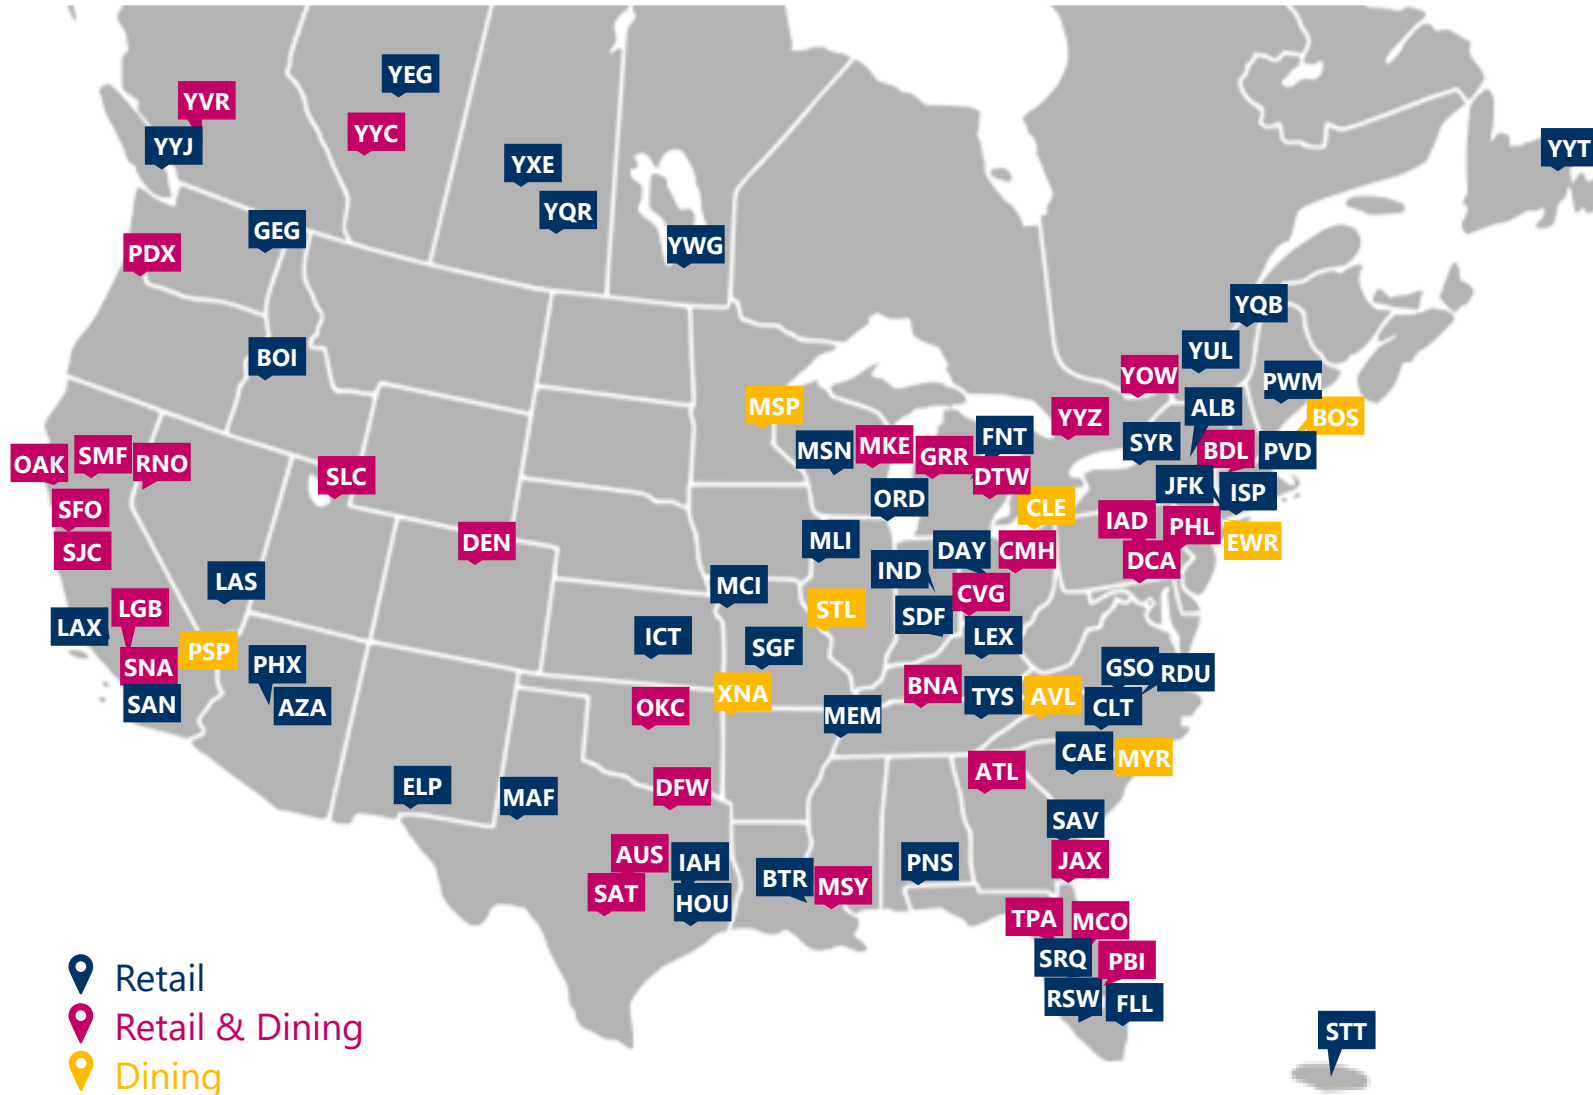 YEG
YVR
YYC
YYJ
YYT
YXE
YQR
GEG
YWG
PDX
YQB
YUL
BOI
YOW
PWM
MSP
ALB
YYZ
BOS
FNT
SYR
MSN
MKE
GRR
BDL
PVD
OAK
SMF
RNO
SLC
DTW
JFK
ISP
ORD
SFO
CLE
IAD
PHL
SJC
DEN
MLI
DAY
CMH
EWR
DCA
IND
LAS
MCI
CVG
LGB
STL
SDF
LAX
ICT
SGF
LEX
PSP
SNA
PHX
GSO
RDU
BNA
TYS
AVL
XNA
SAN
AZA
OKC
MEM
CLT
CAE
MYR
ATL
ELP
MAF
DFW
SAV
AUS
IAH
PNS
JAX
BTR
MSY
SAT
HOU
TPA
MCO
SRQ
PBI
RSW
FLL
STT
Retail
Retail & Dining
Dining